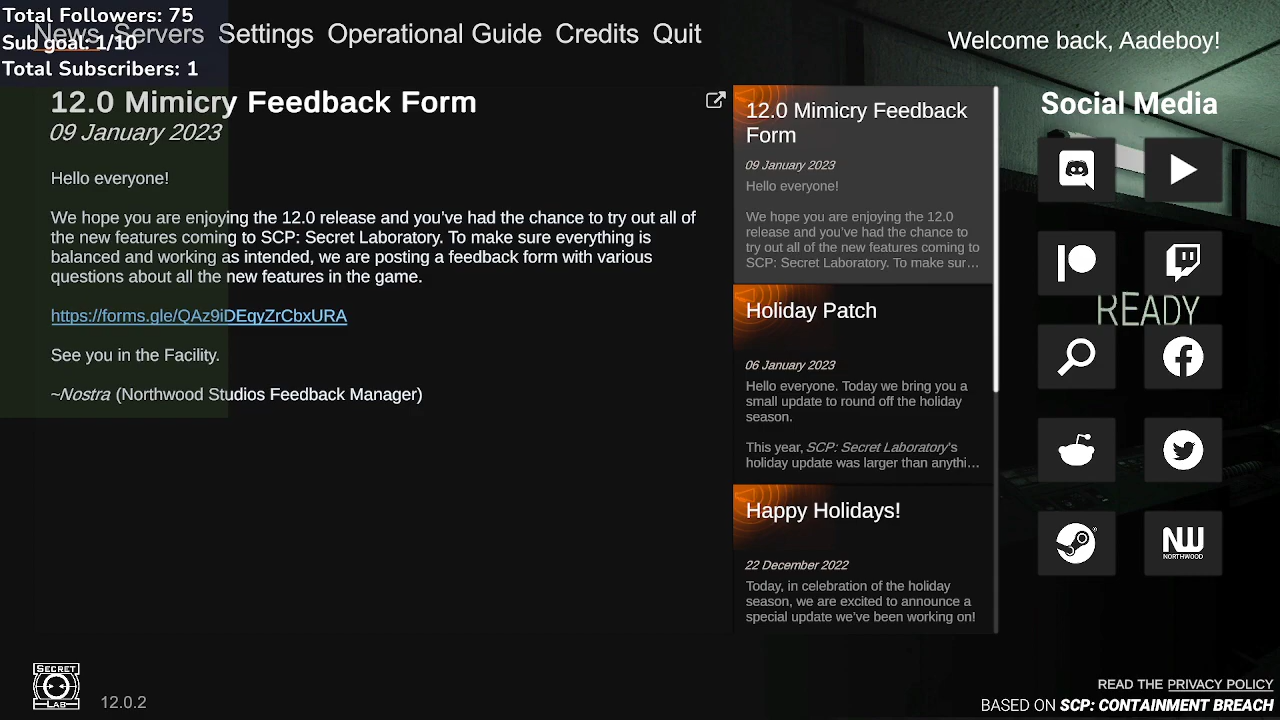 Total Followers: 75
Sub goal: 1/10
Total Subscribers: 1
News Servers Settings Operational Guide Credits Quit
Welcome back, Aadeboy!
12.0 Mimicry Feedback Form
09 January 2023
Hello everyone!
We hope you are enjoying the 12.0 release and you've had the chance to try out all of
the new features coming to SCP: Secret Laboratory. To make sure everything is
balanced and working as intended, we are posting a feedback form with various
questions about all the new features in the game.
https://forms.gle/QAz9iDEqyZrCbxURA
See you in the Facility.
~Nostra (Northwood Studios Feedback Manager)
12.0 Mimicry Feedback
Form
09 January 2023
Hello everyone!
We hope you are enjoying the 12.0
release and you've had the chance to
try out all of the new features coming to
SCP: Secret Laboratory. To make sur...
Holiday Patch
06 January 2023
Hello everyone. Today we bring you a
small update to round off the holiday
season.
This year, SCP: Secret Laboratory's
holiday update was larger than anythi...
Happy Holidays!
22 December 2022
Today, in celebration of the holiday
season, we are excited to announce a
special update we've been working on!
Social Media
READY
NW
NORTHWOOD
SECRET
LAB
12.0.2
READ THE PRIVACY POLICY
BASED ON SCP: CONTAINMENT BREACH